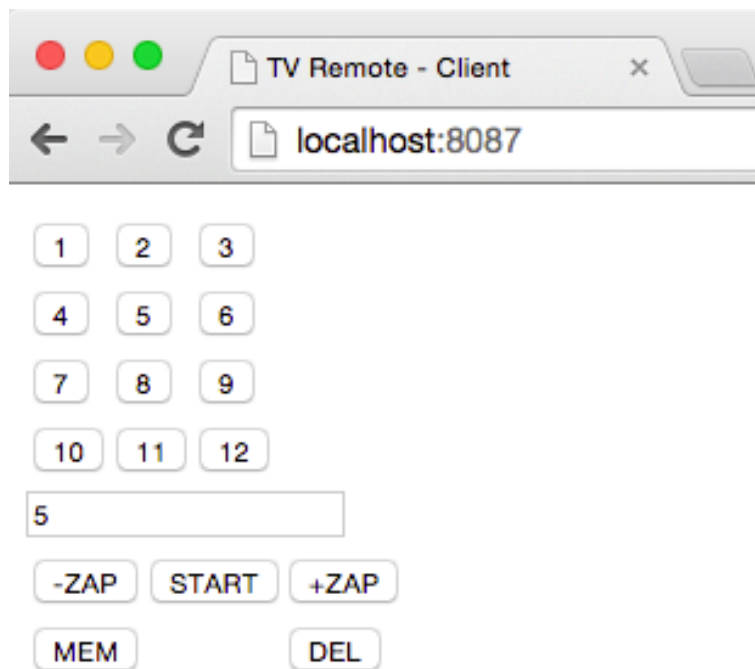 TV Remote - Client
localhost:8087
1 2 3
4 5 6
7 8 9
10 11 12
5
-ZAP START +ZAP
MEM DEL